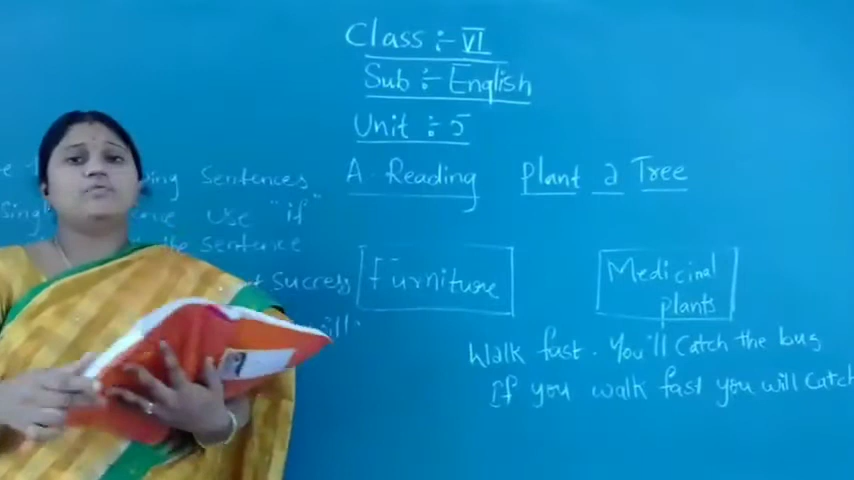 Class :- VI
Sub :- English
Unit : 5
A. Reading Plant a Tree
Sentences
use "if"
sentence
success
Furniture
Medicinal
plants
Walk fast. You'll Catch the bus
If you walk fast you will Catch